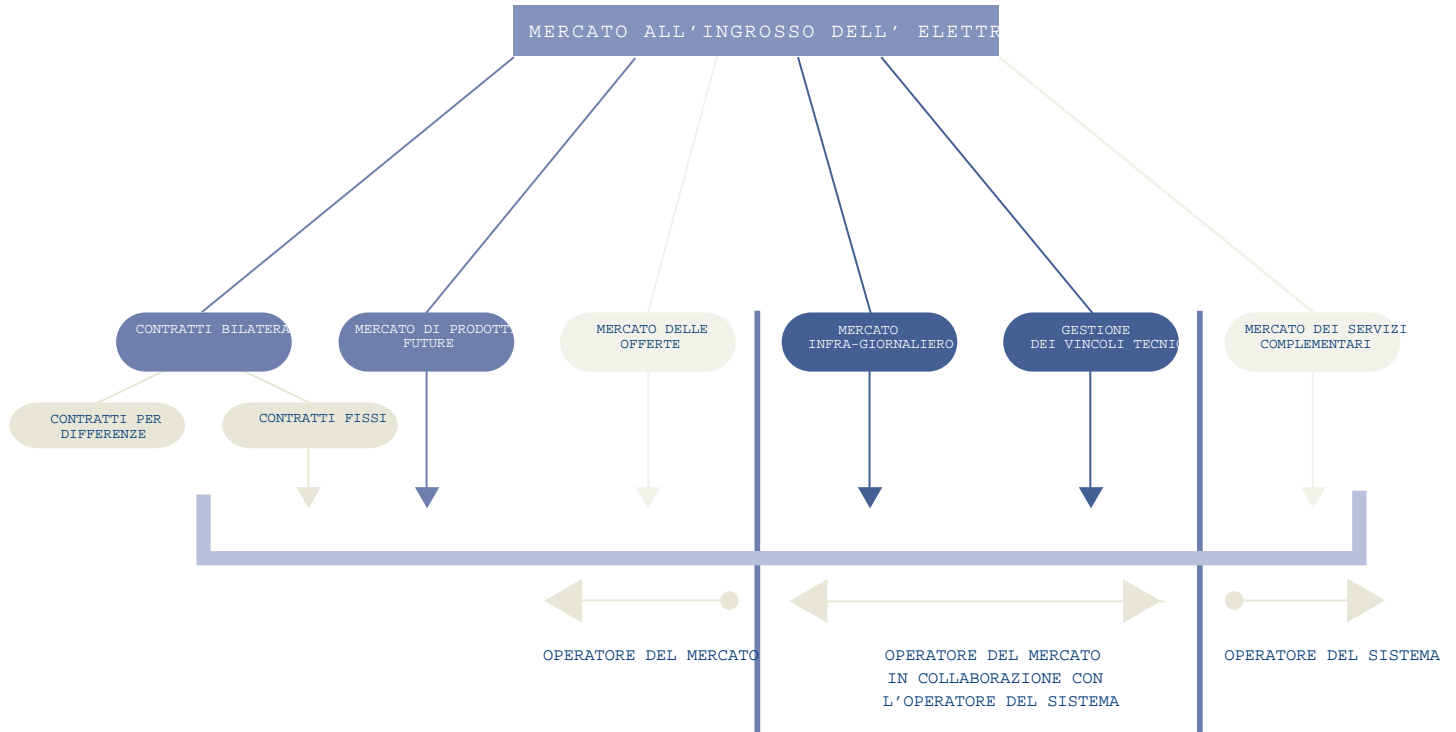 MERCATO ALL'INGROSSO DELL' ELETTR
CONTRATTI BILATERA
MERCATO DI PRODOTTI
FUTURE
MERCATO DELLE
OFFERTE
MERCATO
INFRA-GIORNALIERO
GESTIONE
DEI VINCOLI TECNIC
MERCATO DEI SERVIZI
COMPLEMENTARI
CONTRATTI PER
DIFFERENZE
CONTRATTI FISSI
OPERATORE DEL MERCATO
OPERATORE DEL MERCATO
IN COLLABORAZIONE CON
L'OPERATORE DEL SISTEMA
OPERATORE DEL SISTEMA